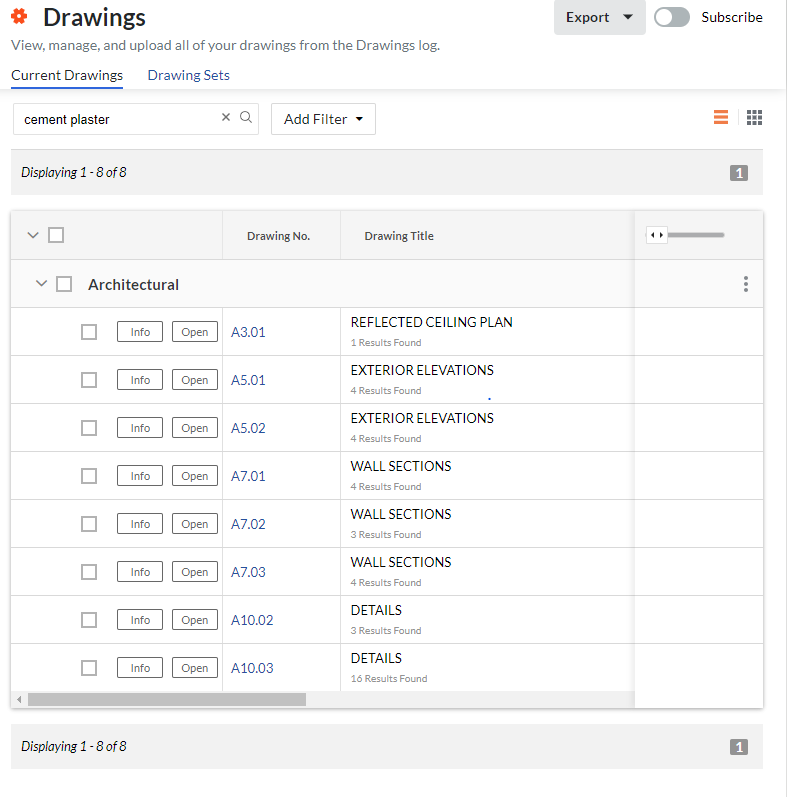 Drawings
Export
Subscribe
View, manage, and upload all of your drawings from the Drawings log.
Current Drawings Drawing Sets
cement plaster
Add Filter
Displaying 1 - 8 of 8
1
Drawing No. Drawing Title
Architectural
Info Open A3.01 REFLECTED CEILING PLAN
1 Results Found
Info Open A5.01 EXTERIOR ELEVATIONS
4 Results Found
Info Open A5.02 EXTERIOR ELEVATIONS
4 Results Found
Info Open A7.01 WALL SECTIONS
4 Results Found
Info Open A7.02 WALL SECTIONS
3 Results Found
Info Open A7.03 WALL SECTIONS
4 Results Found
Info Open A10.02 DETAILS
3 Results Found
Info Open A10.03 DETAILS
16 Results Found
Displaying 1 - 8 of 8
1